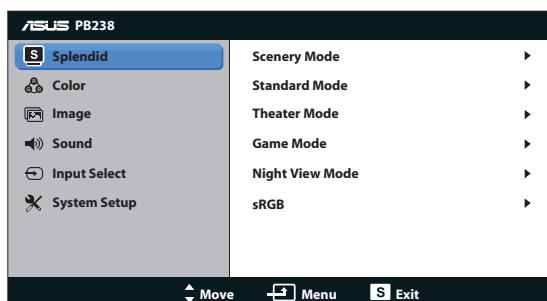 ASUS PB238
S Splendid
Color
Image
Sound
Input Select
System Setup
Scenery Mode
Standard Mode
Theater Mode
Game Mode
Night View Mode
sRGB
Move Menu S Exit